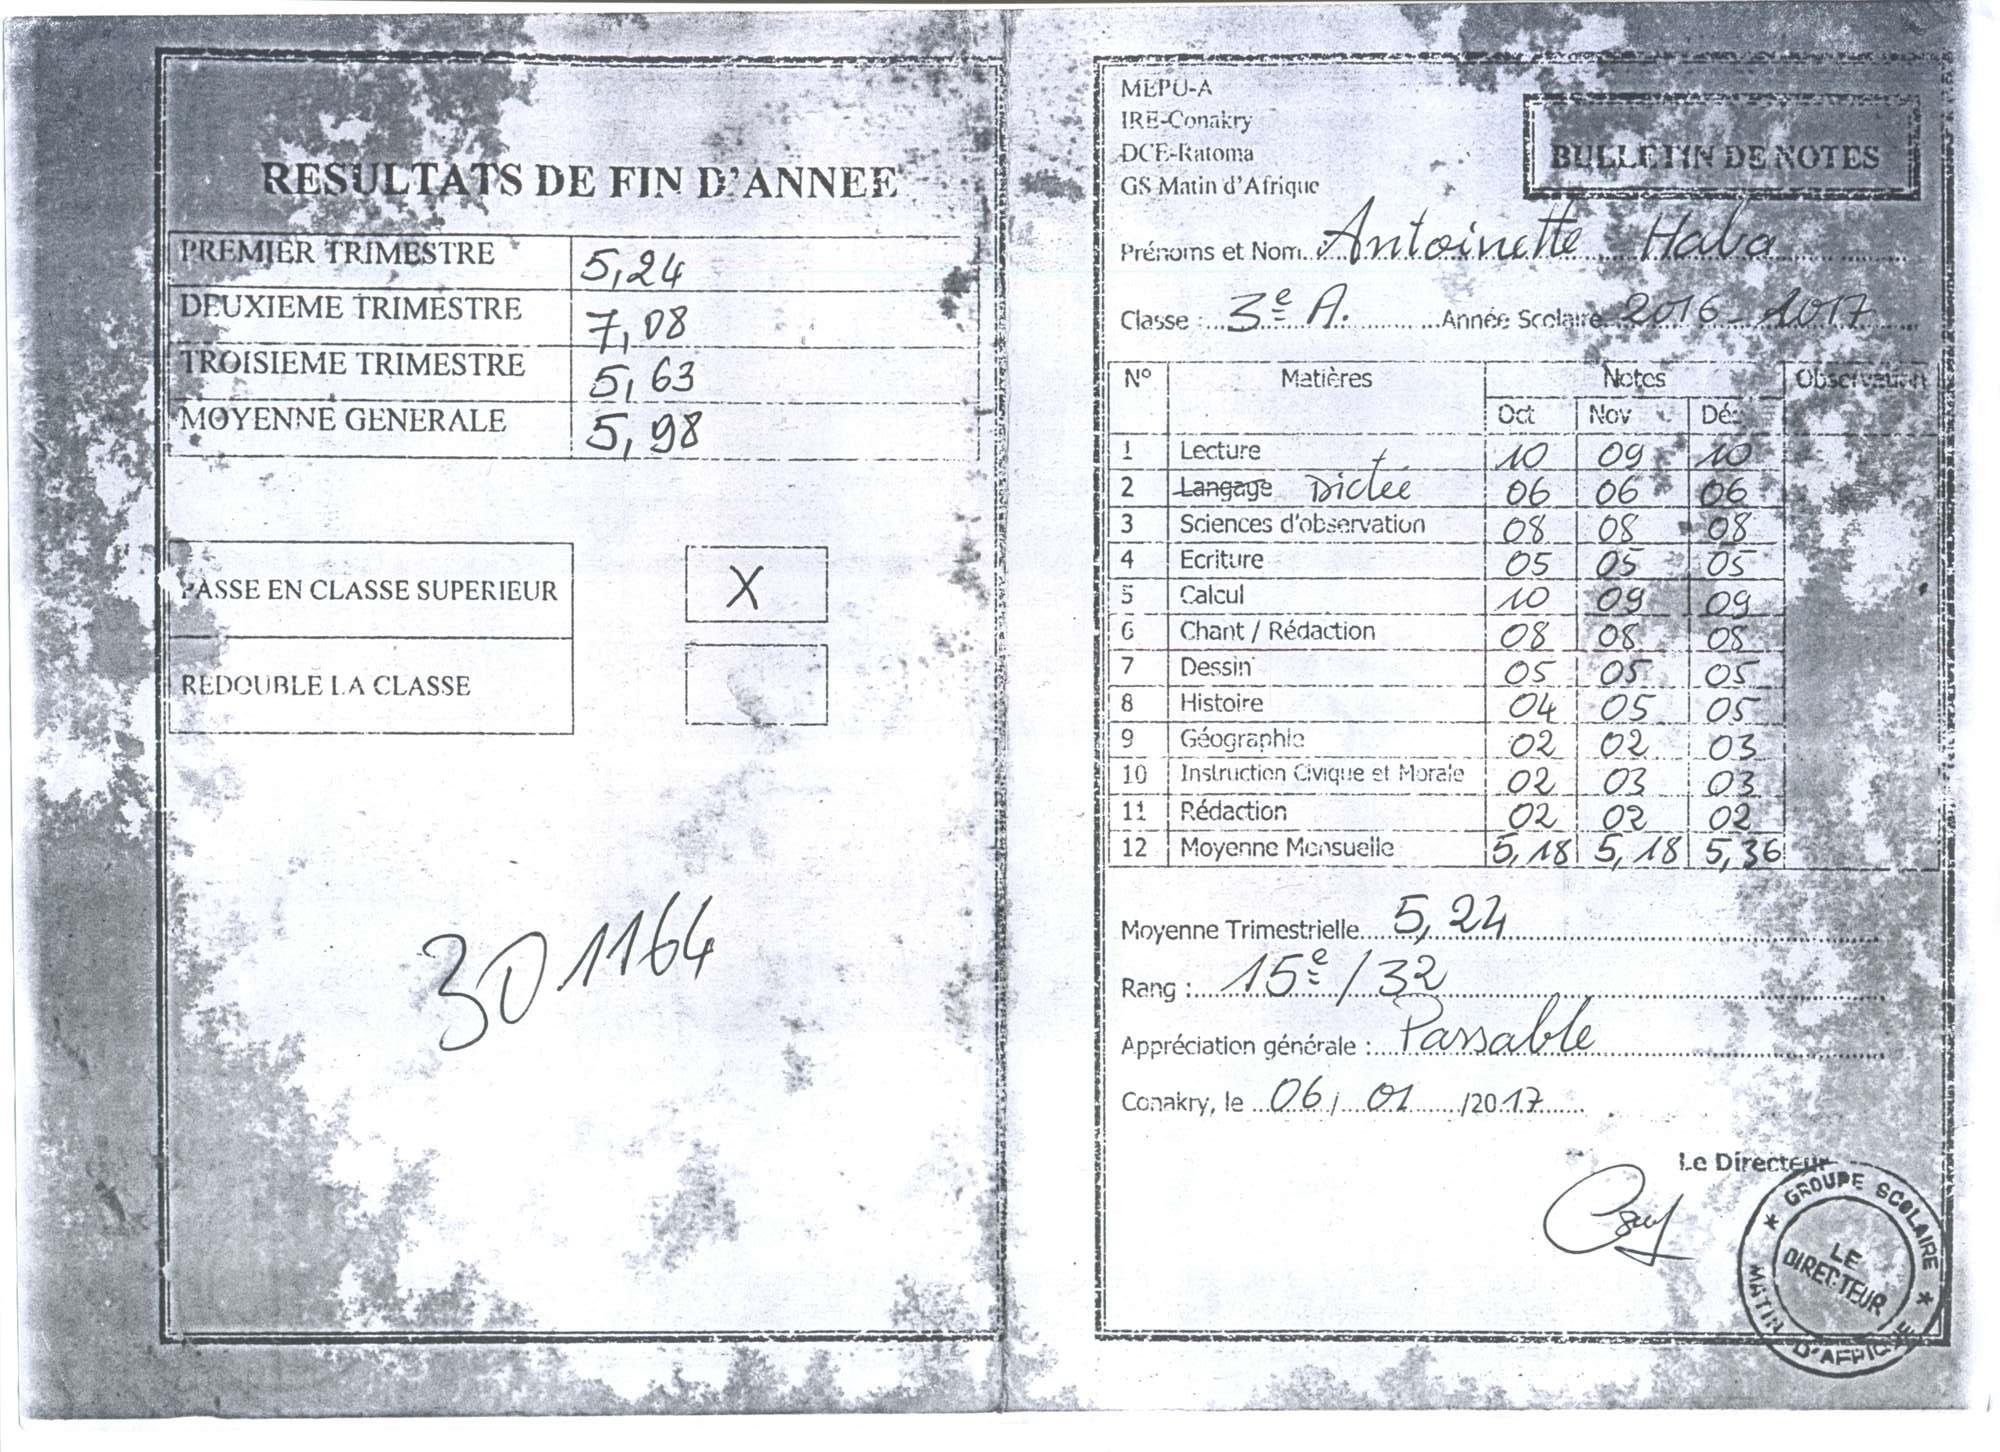 RESULTATS DE FIN D'ANNEE
PREMIER TRIMESTRE 5,24
DEUXIEME TRIMESTRE 7,08
TROISIEME TRIMESTRE 5,63
MOYENNE GENERALE 5,98
PASSE EN CLASSE SUPERIEUR X
REDOUBLE LA CLASSE
301164
MEPU-A
IRE-Conakry
DCE-Ratoma
GS Matin d'Afrique
BULLETIN DE NOTES
Prénoms et Nom Antoinette Haba
Classe : 3e A. Année Scolaire 2016-2017
N° Matières Notes Observation
Oct Nov Déc
1 Lecture 10 09 10
2 Langage Dictée 06 06 06
3 Sciences d'observation 08 08 08
4 Ecriture 05 05 05
5 Calcul 10 09 09
6 Chant / Rédaction 08 08 08
7 Dessin 05 05 05
8 Histoire 04 05 05
9 Géographie 02 02 03
10 Instruction Civique et Morale 02 03 03
11 Rédaction 02 02 02
12 Moyenne Mensuelle 5,18 5,18 5,36
Moyenne Trimestrielle 5,24
Rang : 15e/32
Appréciation générale : Passable
Conakry, le 06/01/2017
Le Directeur
GROUPE SCOLAIRE
LE DIRECTEUR
MATIN D'AFRIQUE